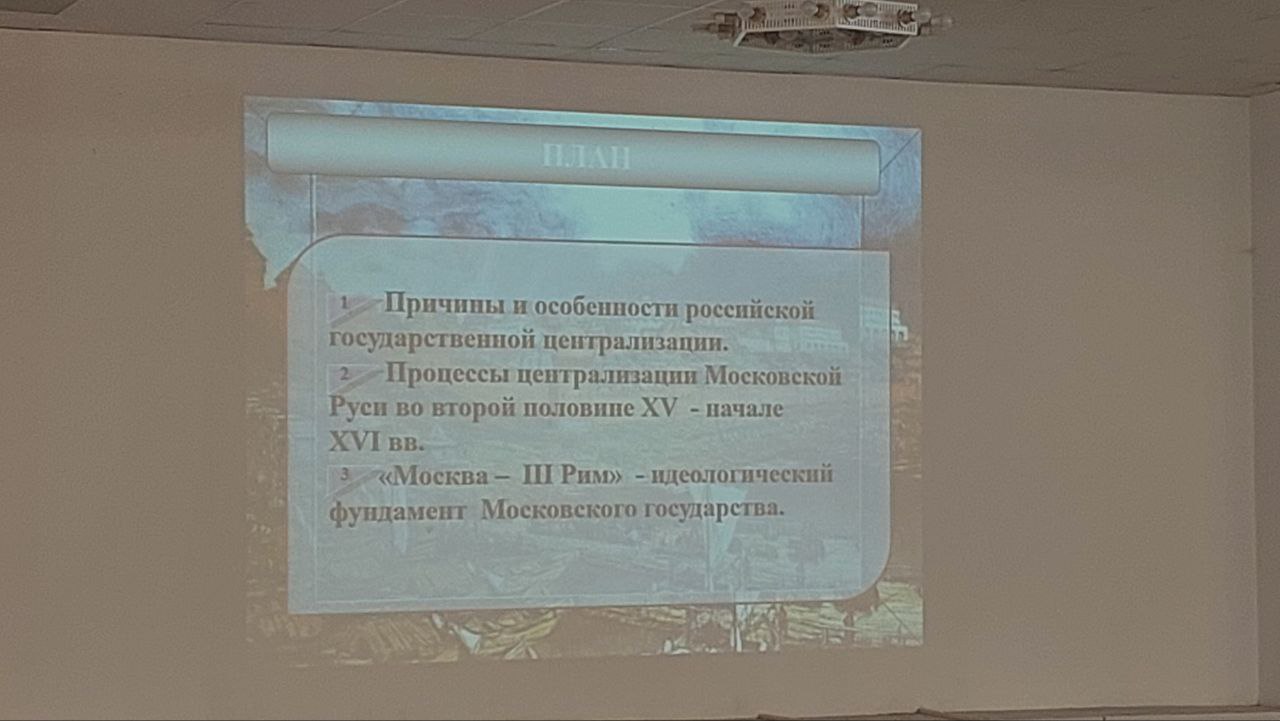 ПЛАН
1 Причины и особенности российской
государственной централизации.
2 Процессы централизации Московской
Руси во второй половине XV - начале
XVI вв.
3 «Москва – III Рим» - идеологический
фундамент Московского государства.